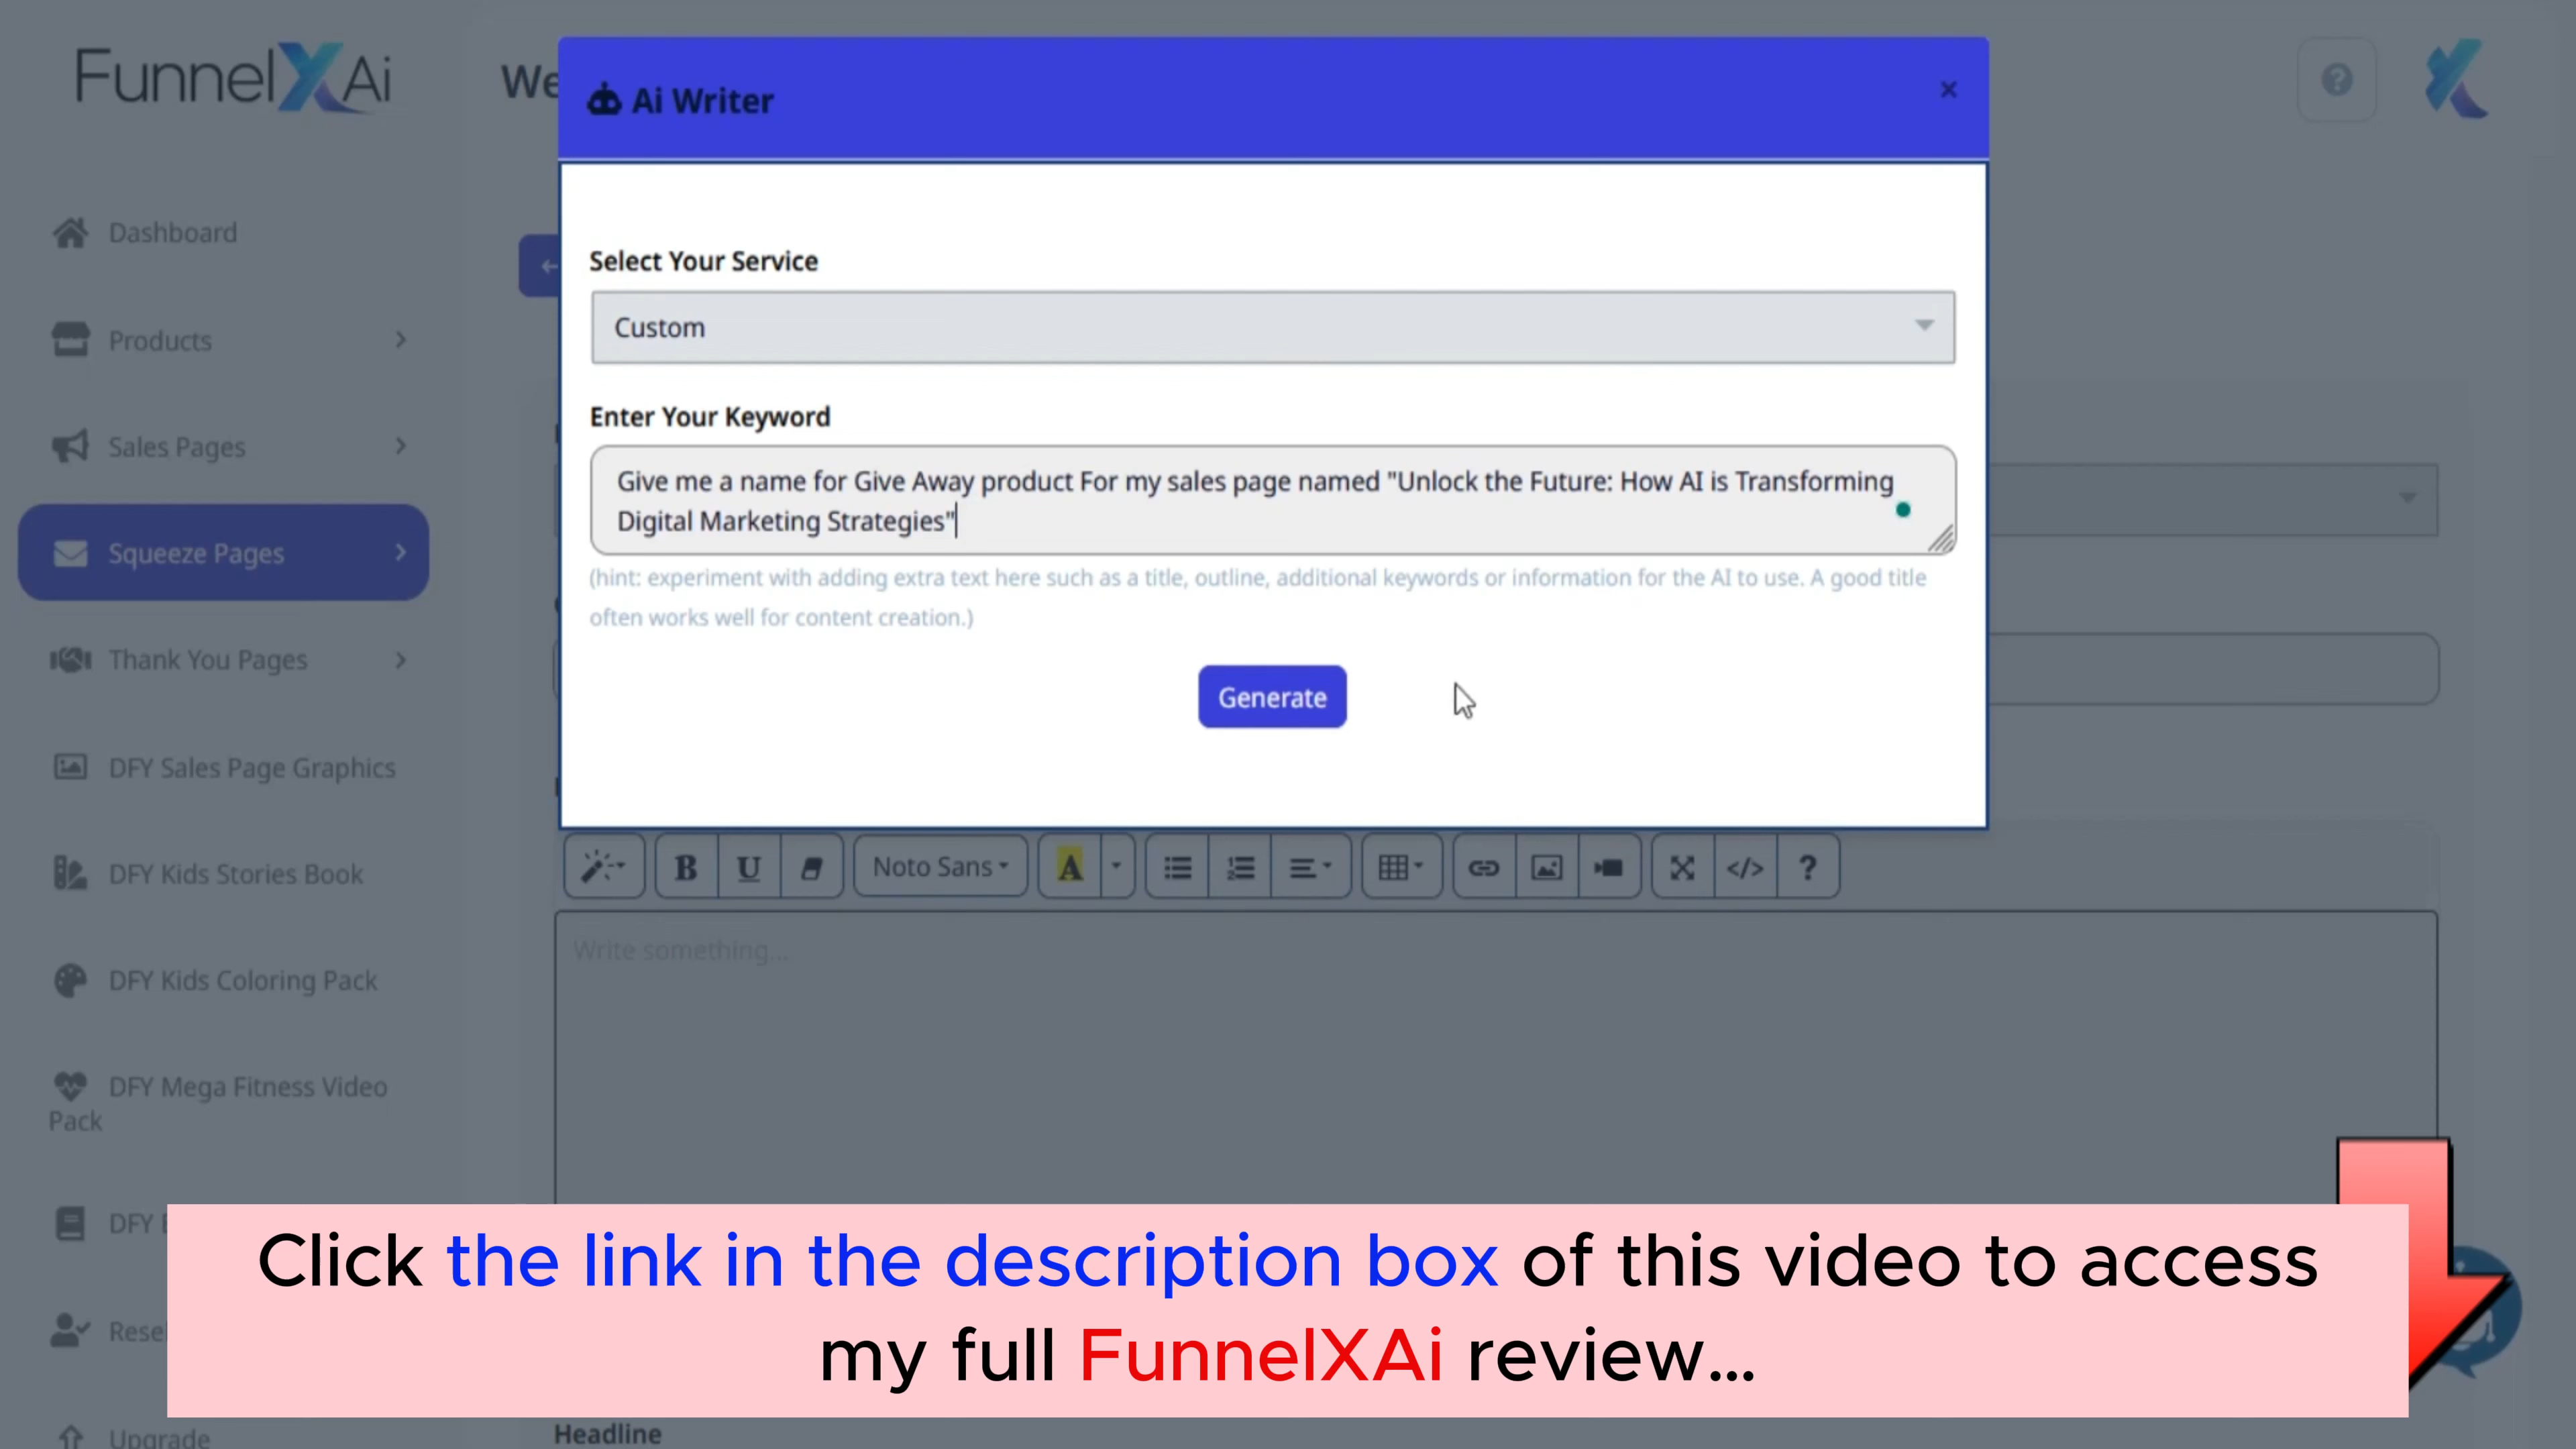 FunnelXAi
We
Ai Writer
×
Dashboard
Products
Sales Pages
Squeeze Pages
Thank You Pages
DFY Sales Page Graphics
DFY Kids Stories Book
DFY Kids Coloring Pack
DFY Mega Fitness Video
Pack
DFY
Rese
Upgrade
Select Your Service
Custom
Enter Your Keyword
Give me a name for Give Away product For my sales page named "Unlock the Future: How AI is Transforming
Digital Marketing Strategies"
(hint: experiment with adding extra text here such as a title, outline, additional keywords or information for the AI to use. A good title
often works well for content creation.)
Generate
B U Noto Sans A </> ?
Write something...
Click the link in the description box of this video to access
my full FunnelXAi review...
Headline